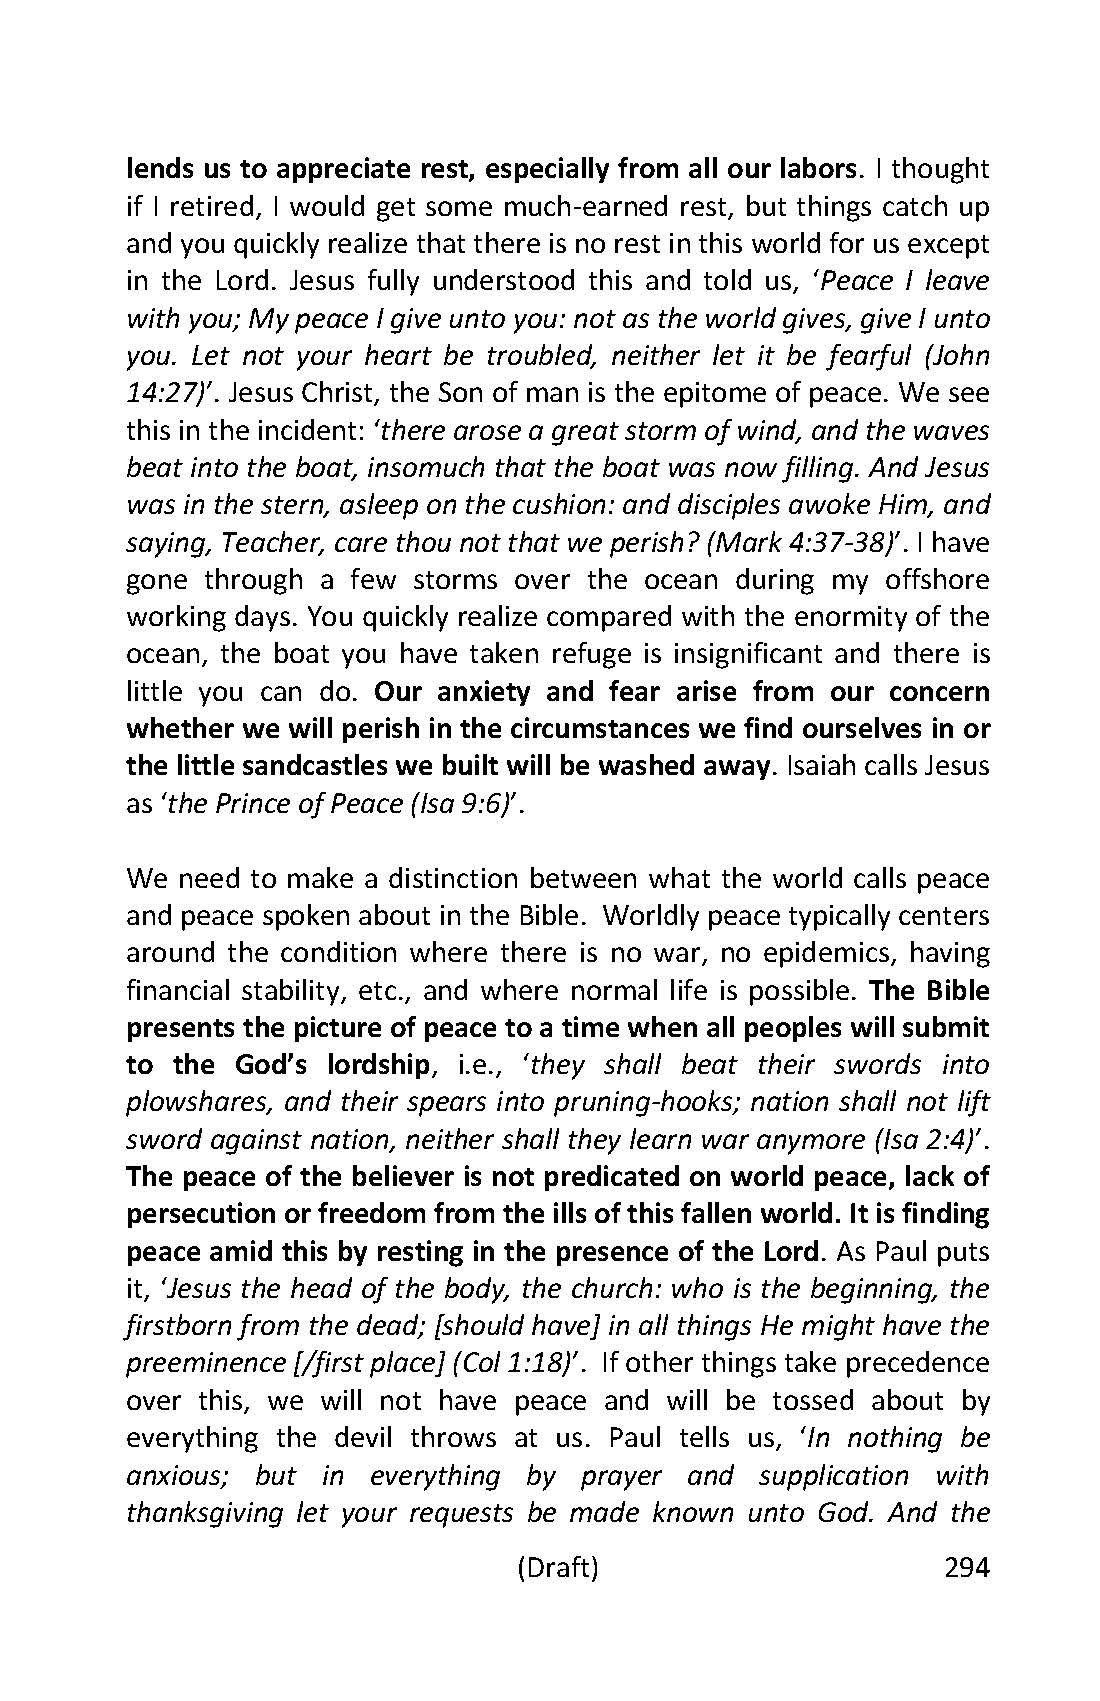 lends us to appreciate rest, especially from all our labors. I thought
if I retired, I would get some much-earned rest, but things catch up
and you quickly realize that there is no rest in this world for us except
in the Lord. Jesus fully understood this and told us, ‘Peace I leave
with you; My peace I give unto you: not as the world gives, give I unto
you. Let not your heart be troubled, neither let it be fearful (John
14:27)’. Jesus Christ, the Son of man is the epitome of peace. We see
this in the incident: ‘there arose a great storm of wind, and the waves
beat into the boat, insomuch that the boat was now filling. And Jesus
was in the stern, asleep on the cushion: and disciples awoke Him, and
saying, Teacher, care thou not that we perish? (Mark 4:37-38)’. I have
gone through a few storms over the ocean during my offshore
working days. You quickly realize compared with the enormity of the
ocean, the boat you have taken refuge is insignificant and there is
little you can do. Our anxiety and fear arise from our concern
whether we will perish in the circumstances we find ourselves in or
the little sandcastles we built will be washed away. Isaiah calls Jesus
as ‘the Prince of Peace (Isa 9:6)’.
We need to make a distinction between what the world calls peace
and peace spoken about in the Bible.  Worldly peace typically centers
around the condition where there is no war, no epidemics, having
financial stability, etc., and where normal life is possible. The Bible
presents the picture of peace to a time when all peoples will submit
to the God’s lordship, i.e., ‘they shall beat their swords into
plowshares, and their spears into pruning-hooks; nation shall not lift
sword against nation, neither shall they learn war anymore (Isa 2:4)’.
The peace of the believer is not predicated on world peace, lack of
persecution or freedom from the ills of this fallen world. It is finding
peace amid this by resting in the presence of the Lord. As Paul puts
it, ‘Jesus the head of the body, the church: who is the beginning, the
firstborn from the dead; [should have] in all things He might have the
preeminence [/first place] (Col 1:18)’.  If other things take precedence
over this, we will not have peace and will be tossed about by
everything the devil throws at us. Paul tells us, ‘In nothing be
anxious; but in everything by prayer and supplication with
thanksgiving let your requests be made known unto God. And the
(Draft) 294